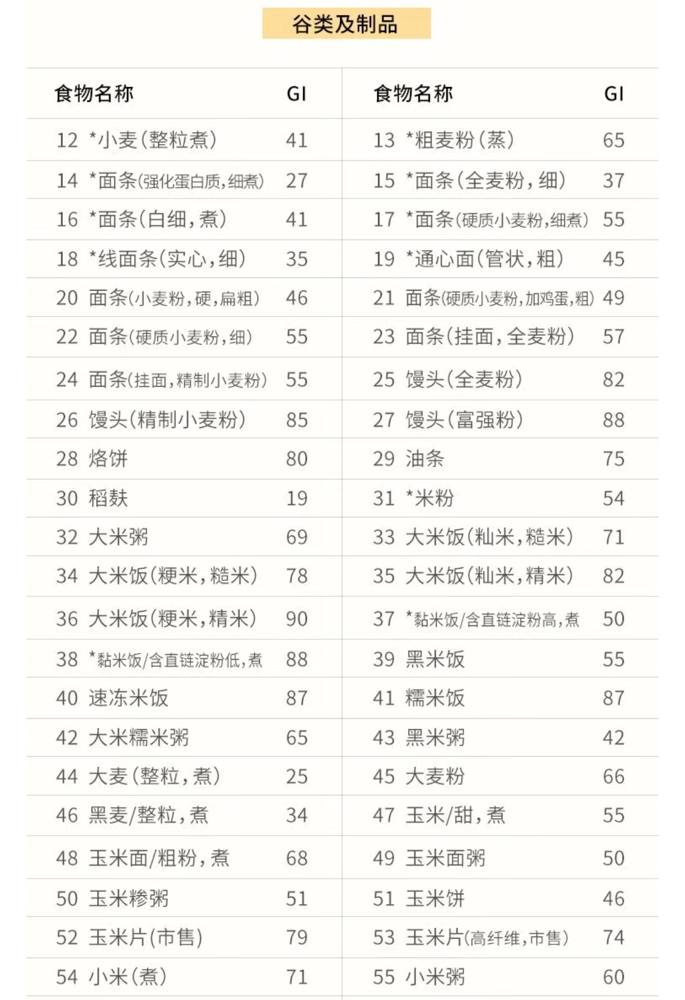 谷类及制品
食物名称 GI 食物名称 GI
12 *小麦(整粒煮) 41 13 *粗麦粉(蒸) 65
14 *面条(强化蛋白质,细煮) 27 15 *面条(全麦粉,细) 37
16 *面条(白细,煮) 41 17 *面条(硬质小麦粉,细煮) 55
18 *线面条(实心,细) 35 19 *通心面(管状,粗) 45
20 面条(小麦粉,硬,扁粗) 46 21 面条(硬质小麦粉,加鸡蛋,粗) 49
22 面条(硬质小麦粉,细) 55 23 面条(挂面,全麦粉) 57
24 面条(挂面,精制小麦粉) 55 25 馒头(全麦粉) 82
26 馒头(精制小麦粉) 85 27 馒头(富强粉) 88
28 烙饼 80 29 油条 75
30 稻麸 19 31 *米粉 54
32 大米粥 69 33 大米饭(籼米,糙米) 71
34 大米饭(粳米,糙米) 78 35 大米饭(籼米,精米) 82
36 大米饭(粳米,精米) 90 37 *黏米饭/含直链淀粉高,煮 50
38 *黏米饭/含直链淀粉低,煮 88 39 黑米饭 55
40 速冻米饭 87 41 糯米饭 87
42 大米糯米粥 65 43 黑米粥 42
44 大麦(整粒,煮) 25 45 大麦粉 66
46 黑麦/整粒,煮 34 47 玉米/甜,煮 55
48 玉米面/粗粉,煮 68 49 玉米面粥 50
50 玉米糁粥 51 51 玉米饼 46
52 玉米片(市售) 79 53 玉米片(高纤维,市售) 74
54 小米(煮) 71 55 小米粥 60